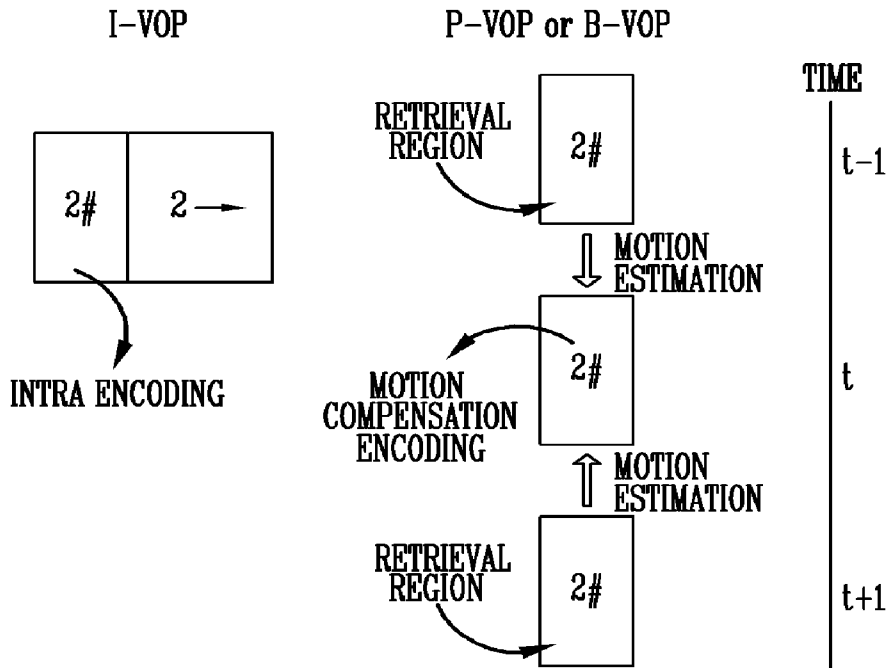 I-VOP
P-VOP or B-VOP
TIME
RETRIEVAL
REGION
2#
t-1
2#
2
MOTION
ESTIMATION
INTRA ENCODING
MOTION
COMPENSATION
ENCODING
2#
t
MOTION
ESTIMATION
RETRIEVAL
REGION
2#
t+1